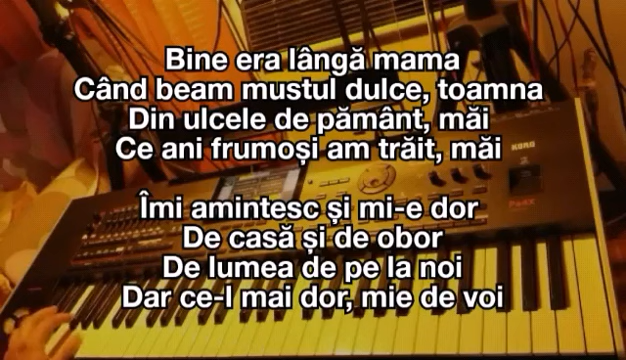 Bine era lângă mama
Când beam mustul dulce, toamna
Din ulcele de pământ, măi
Ce ani frumoși am trăit, măi
Îmi amintesc și mi-e dor
De casă și de obor
De lumea de pe la noi
Dar ce-l mai dor, mie de voi
KORG
Pa4X